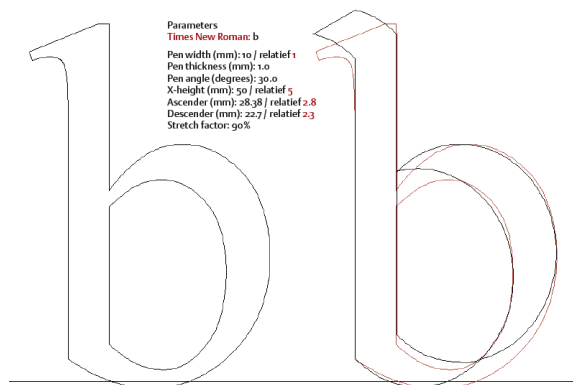 Parameters
Times New Roman: b
Pen width (mm): 10 / relatief 1
Pen thickness (mm): 1.0
Pen angle (degrees): 30.0
X-height (mm): 50 / relatief 5
Ascender (mm): 28.38 / relatief 2.8
Descender (mm): 22.7 / relatief 2.3
Stretch factor: 90%
b b